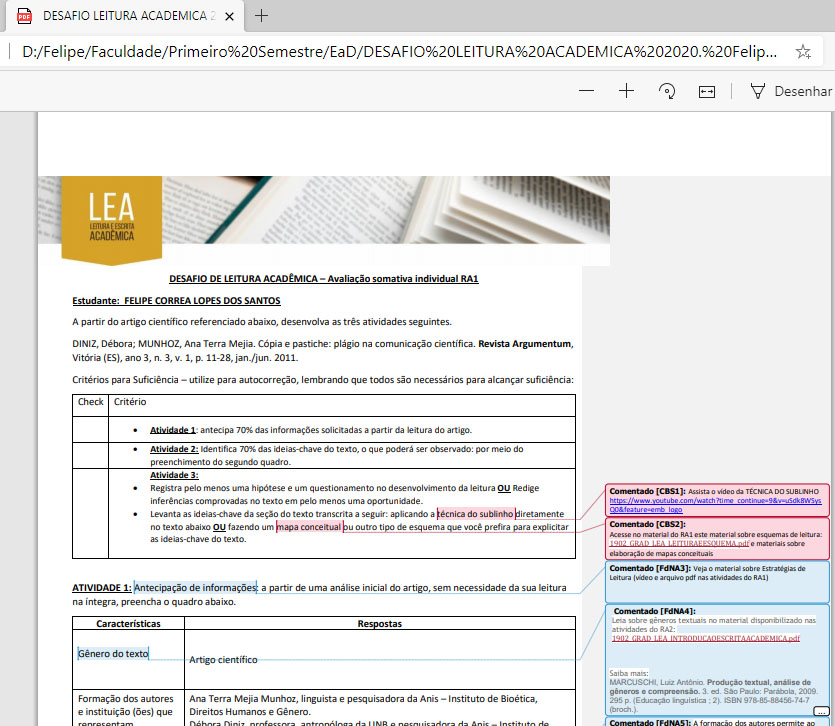 DESAFIO LEITURA ACADEMICA 2
D:/Felipe/Faculdade/Primeiro%20Semestre/EaD/DESAFIO%20LEITURA%20ACADEMICA%202020.%20Felip...
Desenhar
LEA
LEITURA E ESCRITA
ACADÊMICA
DESAFIO DE LEITURA ACADÊMICA – Avaliação somativa individual RA1
Estudante: FELIPE CORREA LOPES DOS SANTOS
A partir do artigo científico referenciado abaixo, desenvolva as três atividades seguintes.
DINIZ, Débora; MUNHOZ, Ana Terra Mejia. Cópia e pastiche: plágio na comunicação científica. Revista Argumentum,
Vitória (ES), ano 3, n. 3, v. 1, p. 11-28, jan./jun. 2011.
Critérios para Suficiência – utilize para autocorreção, lembrando que todos são necessários para alcançar suficiência:
Check Critério
• Atividade 1: antecipa 70% das informações solicitadas a partir da leitura do artigo.
• Atividade 2: Identifica 70% das ideias-chave do texto, o que poderá ser observado: por meio do
preenchimento do segundo quadro.
Atividade 3:
• Registra pelo menos uma hipótese e um questionamento no desenvolvimento da leitura OU Redige
inferências comprovadas no texto em pelo menos uma oportunidade.
• Levanta as ideias-chave da seção do texto transcrita a seguir: aplicando a técnica do sublinho diretamente
no texto abaixo OU fazendo um mapa conceitual ou outro tipo de esquema que você prefira para explicitar
as ideias-chave do texto.
Comentado [CBS1]: Assista o vídeo da TÉCNICA DO SUBLINHO
https://www.youtube.com/watch?time_continue=9&v=uSdk8W5ys
Q0&feature=emb_logo
Comentado [CBS2]:
Acesse no material do RA1 este material sobre esquemas de leitura:
1902_GRAD_LEA_LEITURAEESQUEMA.pdf e materiais sobre
elaboração de mapas conceituais
Comentado [FdNA3]: Veja o material sobre Estratégias de
Leitura (vídeo e arquivo pdf nas atividades do RA1)
ATIVIDADE 1: Antecipação de informações: a partir de uma análise inicial do artigo, sem necessidade da sua leitura
na íntegra, preencha o quadro abaixo.
Características Respostas
Gênero do texto
Artigo científico
Comentado [FdNA4]:
Leia sobre gêneros textuais no material disponibilizado nas
atividades do RA2:
1902_GRAD_LEA_INTRODUCAOESCRITAACADEMICA.pdf
Saiba mais:
MARCUSCHI, Luiz Antônio. Produção textual, análise de
gêneros e compreensão. 3. ed. São Paulo: Parábola, 2009.
295 p. (Educação linguística ; 2). ISBN 978-85-88456-74-7
(broch.).
Formação dos autores
e instituição (ões) que
representam
Ana Terra Mejia Munhoz, linguista e pesquisadora da Anis – Instituto de Bioética,
Direitos Humanos e Gênero.
Débora Diniz, professora, antropóloga da UNB e pesquisadora da Anis – Instituto de
Comentado [FdNA5]: A formação dos autores permite ao